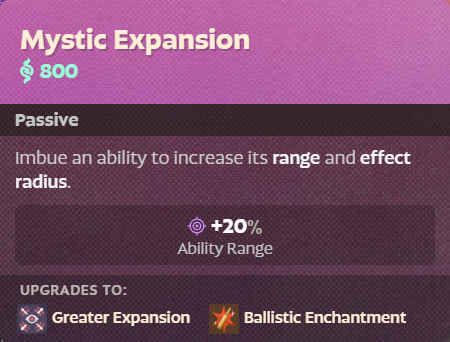 Mystic Expansion
800
Passive
Imbue an ability to increase its range and effect
radius.
+20%
Ability Range
UPGRADES TO:
Greater Expansion Ballistic Enchantment